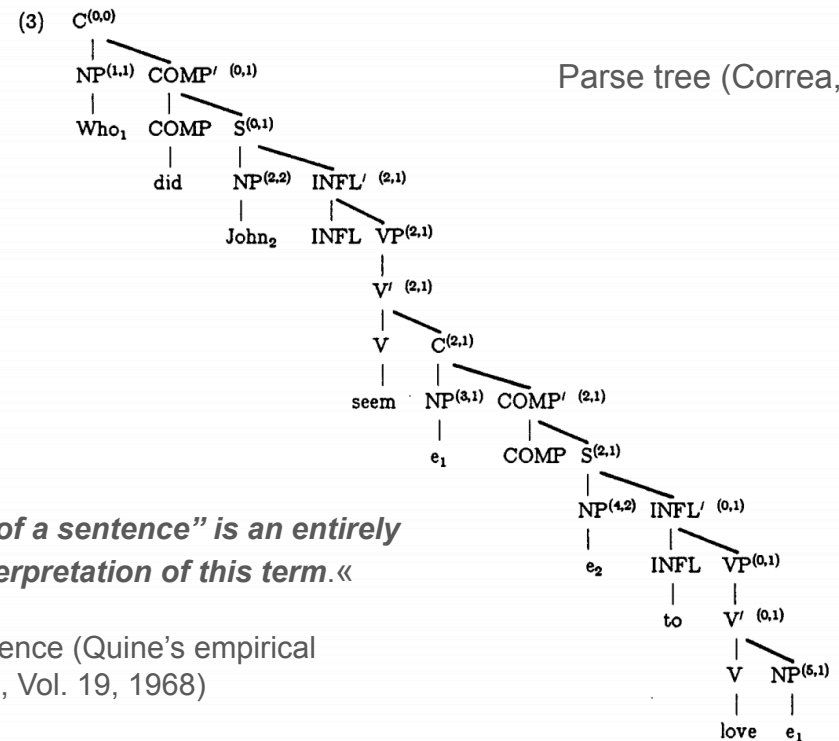 (3) C(0,0)
NP(1,1) COMP′ (0,1)
Parse tree (Correa,
Who₁ COMP S(0,1)
did NP(2,2) INFL′ (2,1)
John₂ INFL VP(2,1)
V′ (2,1)
V C(2,1)
seem NP(3,1) COMP′ (2,1)
e₁ COMP S(2,1)
of a sentence” is an entirely
NP(4,2) INFL′ (0,1)
erpretation of this term.«
e₂ INFL VP(0,1)
to V′ (0,1)
ence (Quine’s empirical
, Vol. 19, 1968)
V NP(5,1)
love e₁